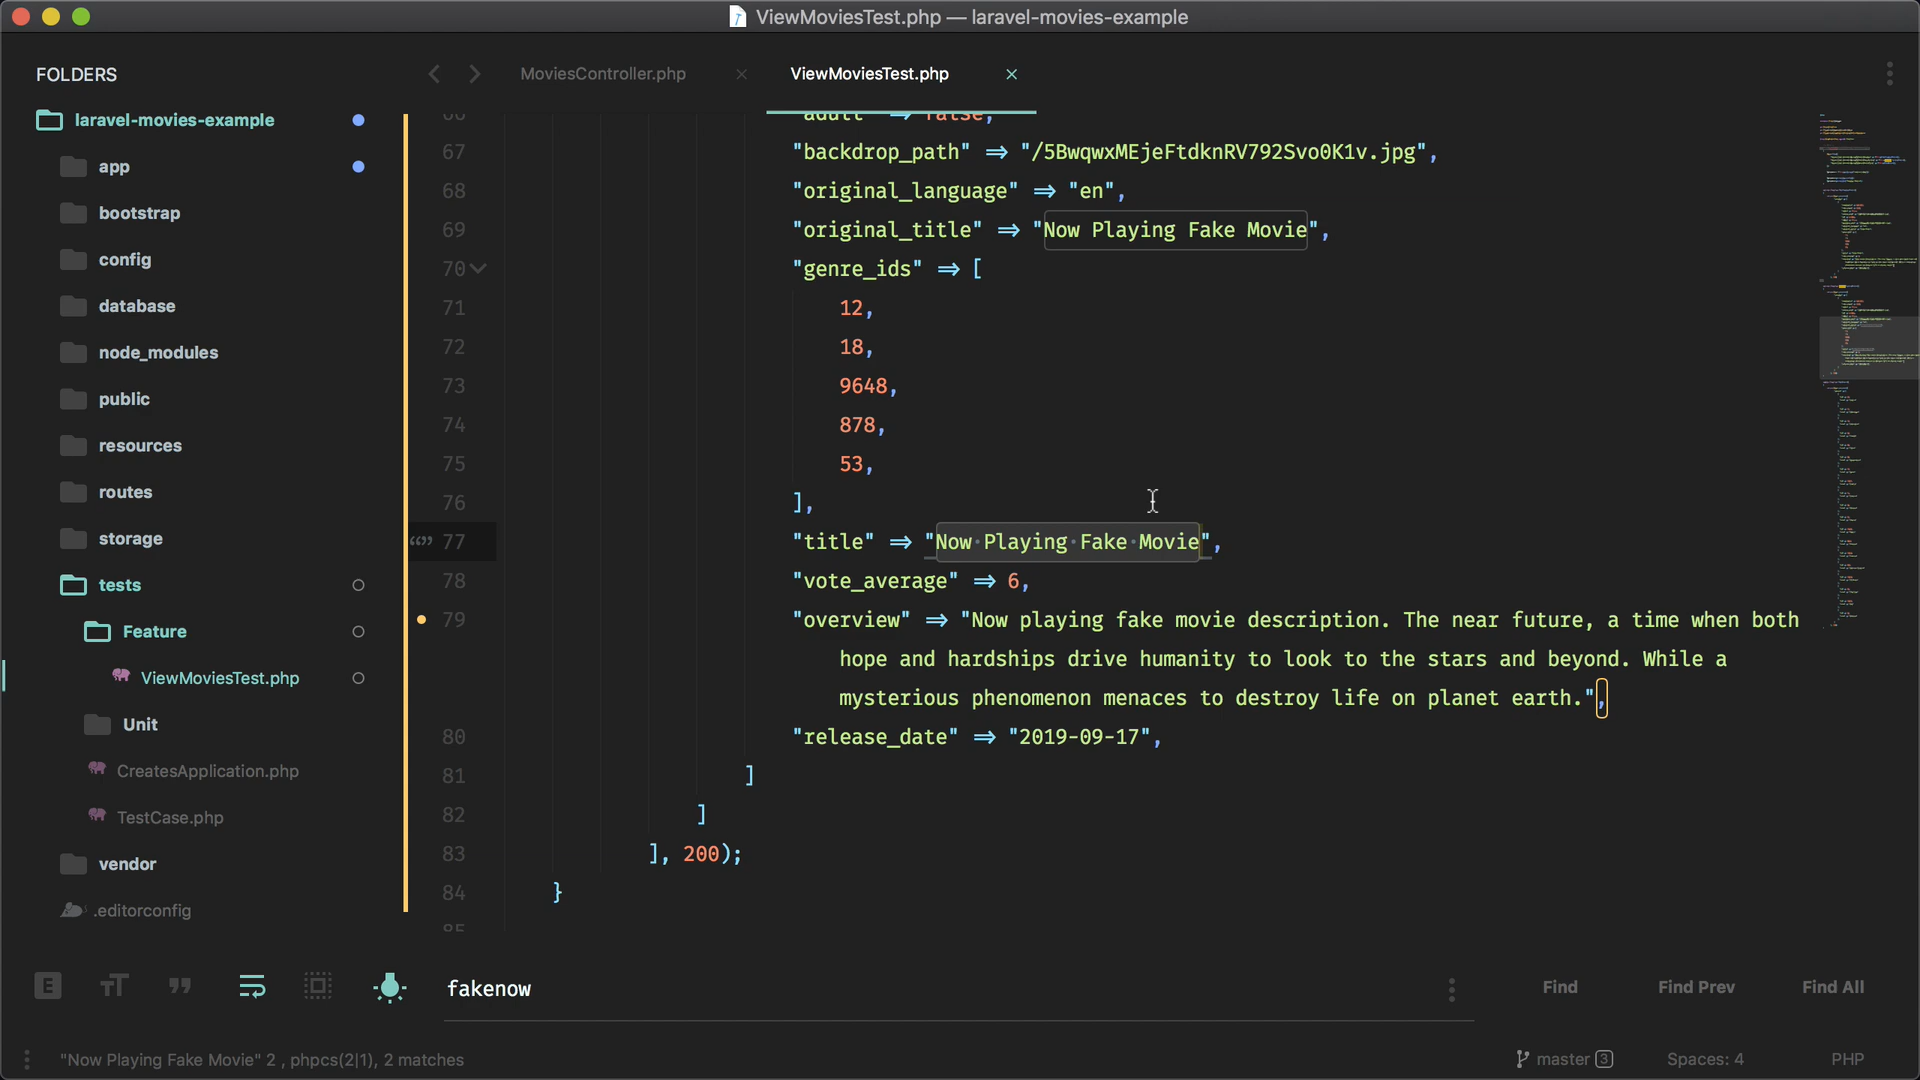 ViewMoviesTest.php — laravel-movies-example
FOLDERS
laravel-movies-example
app
bootstrap
config
database
node_modules
public
resources
routes
storage
tests
Feature
ViewMoviesTest.php
Unit
CreatesApplication.php
TestCase.php
vendor
.editorconfig
MoviesController.php
ViewMoviesTest.php
66 "adult" => false,
67 "backdrop_path" => "/5BwqwxMEjeFtdknRV792Svo0K1v.jpg",
68 "original_language" => "en",
69 "original_title" => "Now Playing Fake Movie",
70 "genre_ids" => [
71 12,
72 18,
73 9648,
74 878,
75 53,
76 ],
77 "title" => "Now Playing Fake Movie",
78 "vote_average" => 6,
79 "overview" => "Now playing fake movie description. The near future, a time when both
hope and hardships drive humanity to look to the stars and beyond. While a
mysterious phenomenon menaces to destroy life on planet earth.",
80 "release_date" => "2019-09-17",
81 ]
82 ]
83 ], 200);
84 }
85
fakenow
Find
Find Prev
Find All
"Now Playing Fake Movie" 2 , phpcs(2|1), 2 matches
master 3
Spaces: 4
PHP